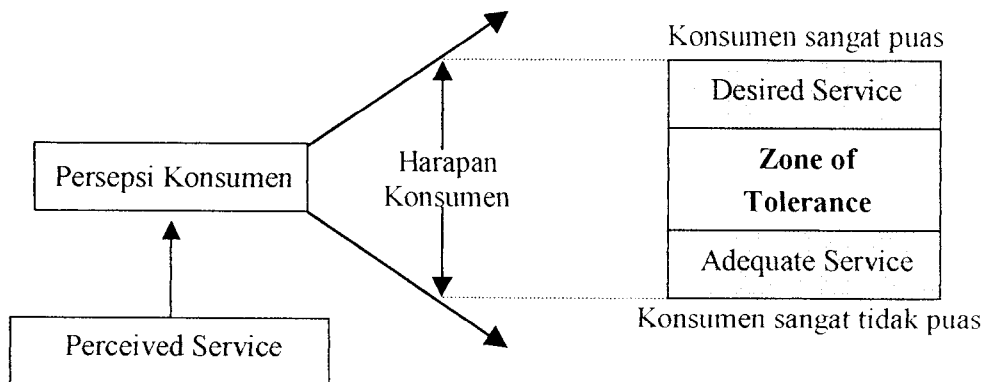 Konsumen sangat puas
Desired Service
Zone of
Tolerance
Adequate Service
Konsumen sangat tidak puas
Harapan
Konsumen
Persepsi Konsumen
Perceived Service